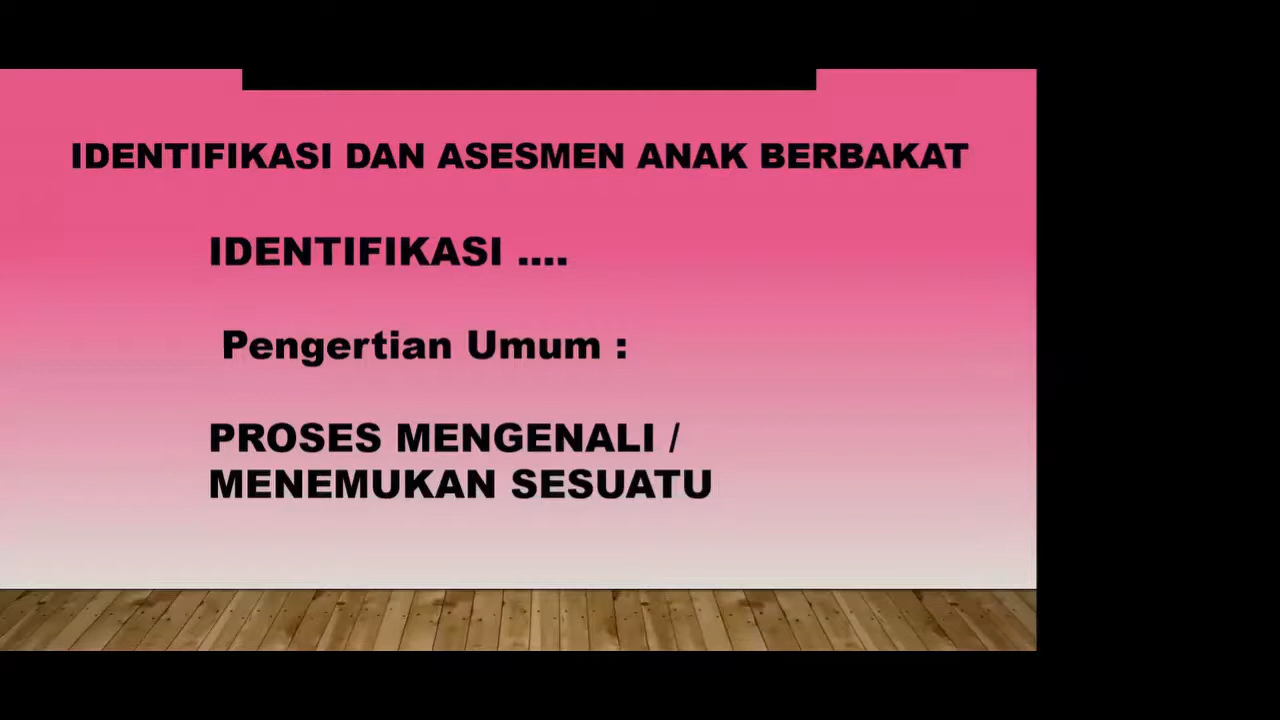 IDENTIFIKASI DAN ASESMEN ANAK BERBAKAT
IDENTIFIKASI ....
Pengertian Umum :
PROSES MENGENALI /
MENEMUKAN SESUATU